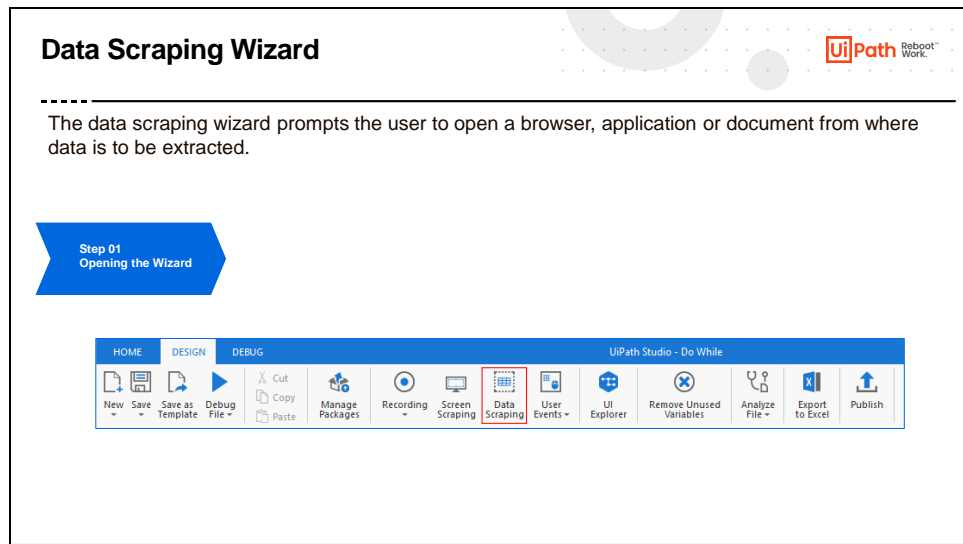 Data Scraping Wizard
UiPath Reboot Work.™
The data scraping wizard prompts the user to open a browser, application or document from where
data is to be extracted.
Step 01
Opening the Wizard
HOME DESIGN DEBUG UiPath Studio - Do While
New Save Save as Template Debug File Cut Copy Paste Manage Packages Recording Screen Scraping Data Scraping User Events UI Explorer Remove Unused Variables Analyze File Export to Excel Publish